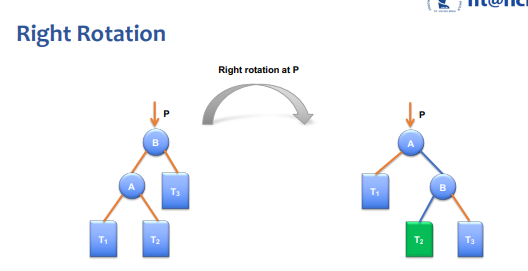 Right Rotation
Right rotation at P
P
B
A
T3
T1
T2
P
A
T1
B
T2
T3